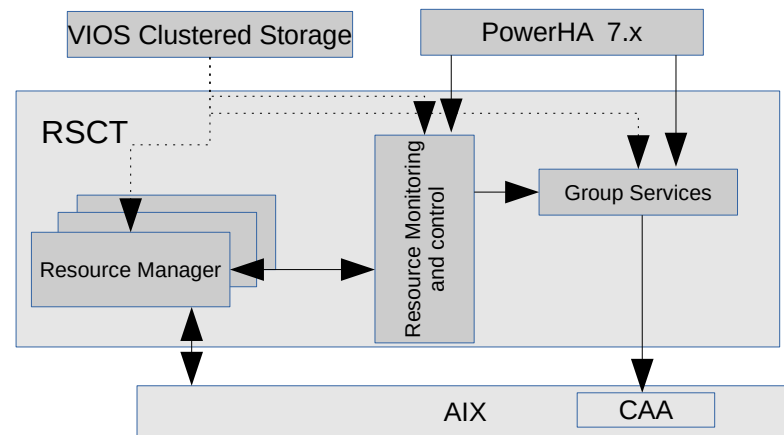 VIOS Clustered Storage
PowerHA 7.x
RSCT
Resource Monitoring
and control
Group Services
Resource Manager
AIX
CAA